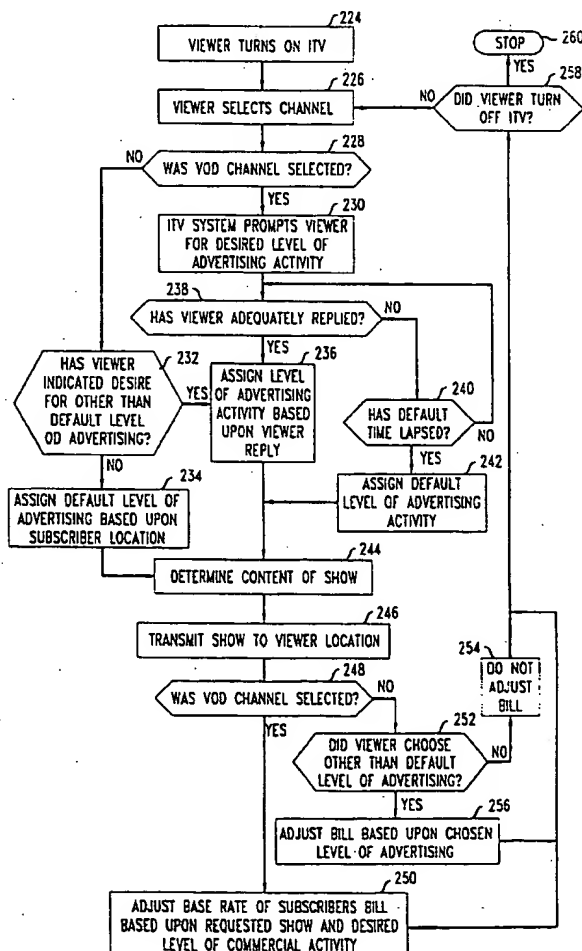 224
VIEWER TURNS ON ITV
STOP
260
YES
226
VIEWER SELECTS CHANNEL
NO
258
DID VIEWER TURN
OFF ITV?
228
NO
WAS VOD CHANNEL SELECTED?
YES
230
ITV SYSTEM PROMPTS VIEWER
FOR DESIRED LEVEL OF
ADVERTISING ACTIVITY
238
HAS VIEWER ADEQUATELY REPLIED?
NO
232
HAS VIEWER
INDICATED DESIRE
FOR OTHER THAN
DEFAULT LEVEL
OD ADVERTISING?
YES
YES
236
ASSIGN LEVEL
OF ADVERTISING
ACTIVITY BASED
UPON VIEWER
REPLY
240
HAS DEFAULT
TIME LAPSED?
NO
YES
242
ASSIGN DEFAULT
LEVEL OF ADVERTISING
ACTIVITY
NO
234
ASSIGN DEFAULT LEVEL OF
ADVERTISING BASED UPON
SUBSCRIBER LOCATION
244
DETERMINE CONTENT OF SHOW
246
TRANSMIT SHOW TO VIEWER LOCATION
248
WAS VOD CHANNEL SELECTED?
NO
YES
254
DO NOT
ADJUST
BILL
252
DID VIEWER CHOOSE
OTHER THAN DEFAULT
LEVEL OF ADVERTISING?
NO
YES
256
ADJUST BILL BASED UPON CHOSEN
LEVEL OF ADVERTISING
250
ADJUST BASE RATE OF SUBSCRIBERS BILL
BASED UPON REQUESTED SHOW AND DESIRED
LEVEL OF COMMERCIAL ACTIVITY